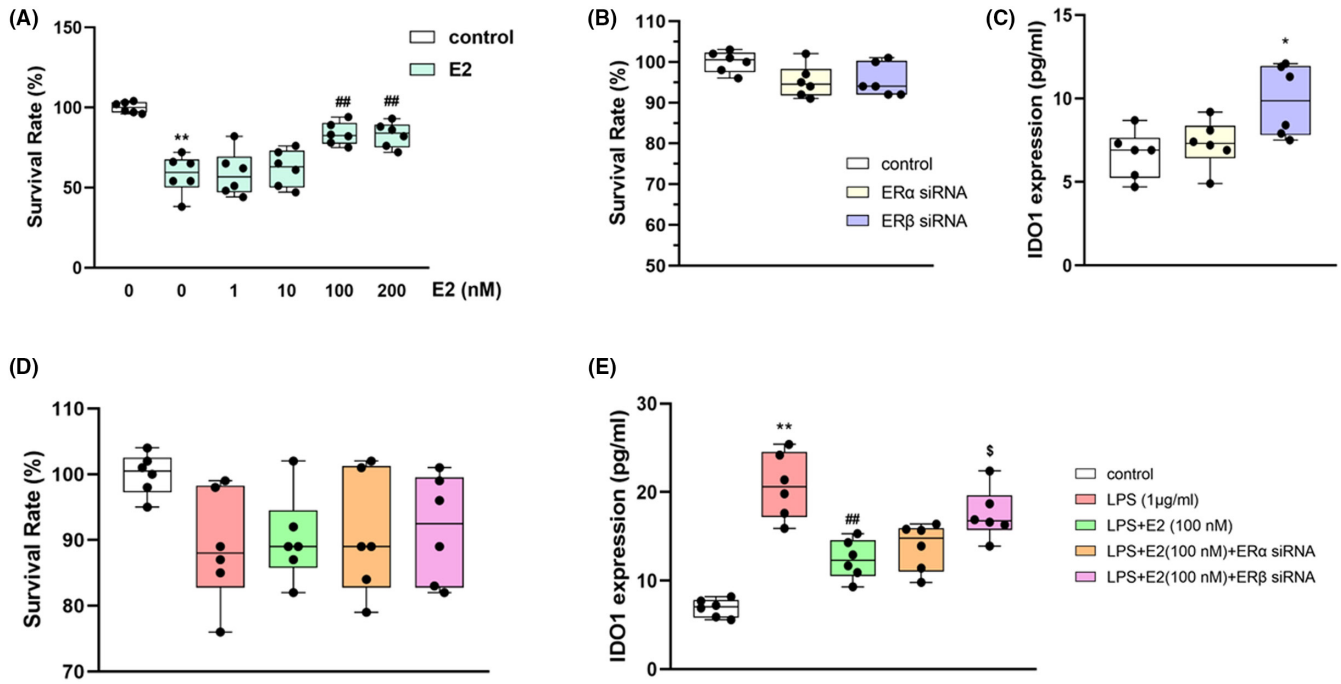 (A)
150
100
50
0
Survival Rate (%)
control
E2
**
##
##
0 0 1 10 100 200 E2 (nM)
(B)
110
100
90
80
70
60
50
Survival Rate (%)
control
ERα siRNA
ERβ siRNA
(C)
15
10
5
0
IDO1 expression (pg/ml)
*
(D)
110
100
90
80
70
Survival Rate (%)
(E)
30
20
10
0
IDO1 expression (pg/ml)
**
##
$
control
LPS (1μg/ml)
LPS+E2 (100 nM)
LPS+E2(100 nM)+ERα siRNA
LPS+E2(100 nM)+ERβ siRNA